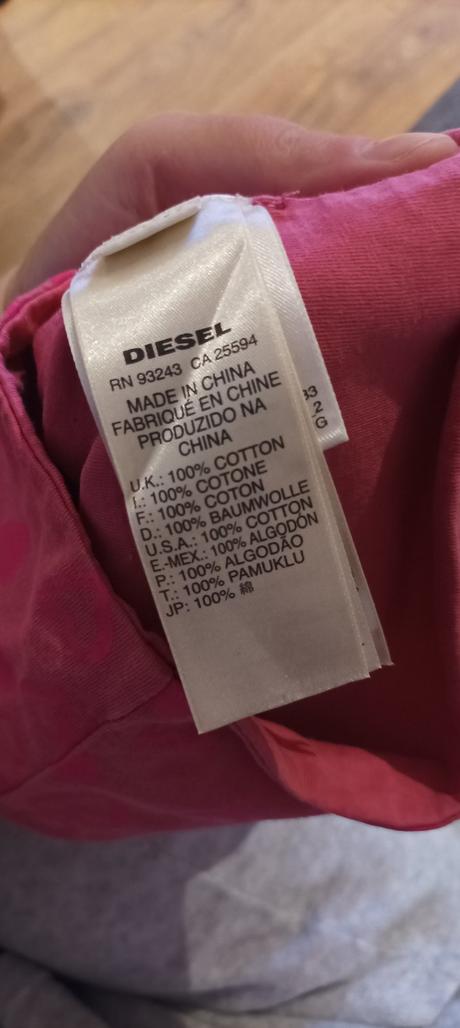 DIESEL
RN 93243 CA 25594
MADE IN CHINA
FABRIQUÉ EN CHINE
PRODUZIDO NA
CHINA
U.K.: 100% COTTON
I.: 100% COTONE
F.: 100% COTON
D.: 100% BAUMWOLLE
U.S.A.: 100% COTTON
E.-MEX.: 100% ALGODÓN
P.: 100% ALGODÃO
T.: 100% PAMUKLU
JP: 100% 綿
2